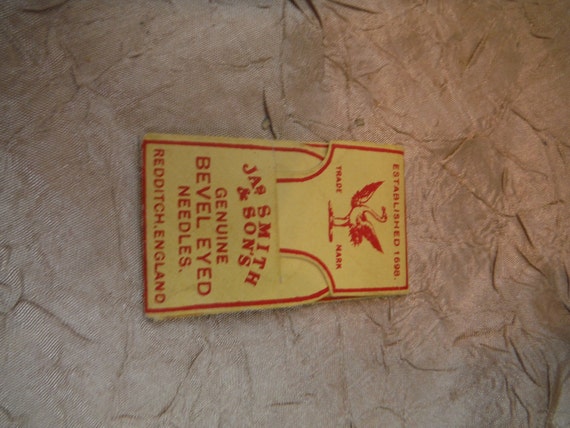 ESTABLISHED 1698.
TRADE MARK
JAS SMITH
& SONS
GENUINE
BEVEL EYED
NEEDLES.
REDDITCH. ENGLAND